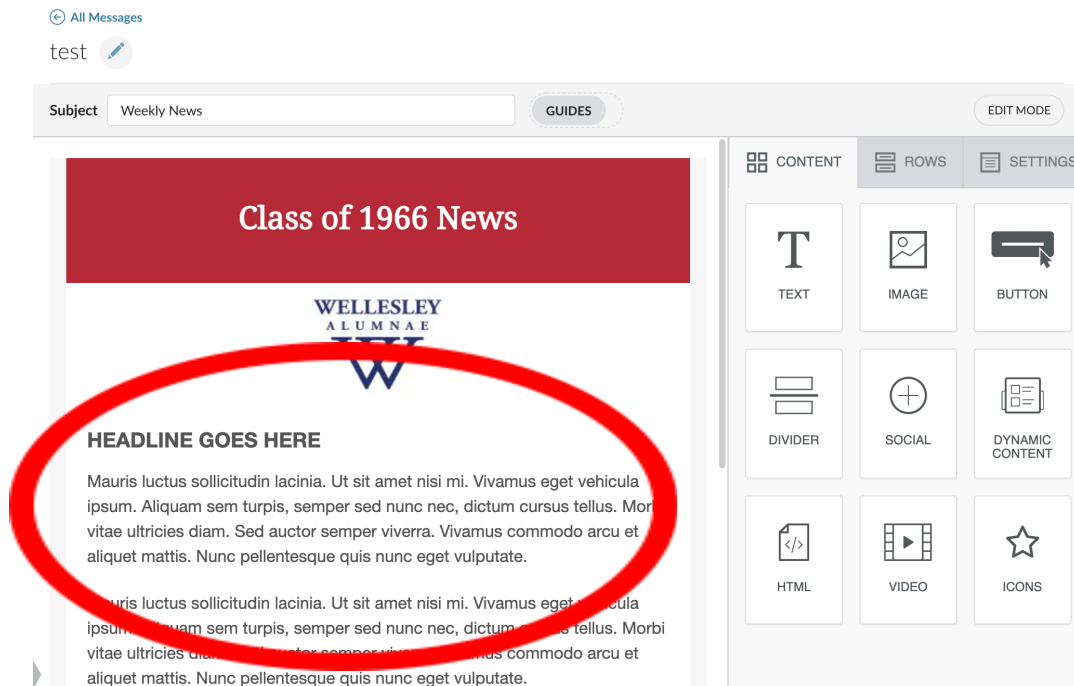 All Messages
test
Subject Weekly News GUIDES EDIT MODE
CONTENT ROWS SETTINGS
Class of 1966 News
WELLESLEY
ALUMNAE
W
HEADLINE GOES HERE
Mauris luctus sollicitudin lacinia. Ut sit amet nisi mi. Vivamus eget vehicula
ipsum. Aliquam sem turpis, semper sed nunc nec, dictum cursus tellus. Morbi
vitae ultricies diam. Sed auctor semper viverra. Vivamus commodo arcu et
aliquet mattis. Nunc pellentesque quis nunc eget vulputate.
luctus sollicitudin lacinia. Ut sit amet nisi mi. Vivamus eget
sem turpis, semper sed nunc nec, dictum tellus. Morbi
vitae ultricies commodo arcu et
aliquet mattis. Nunc pellentesque quis nunc eget vulputate.
TEXT IMAGE BUTTON
DIVIDER SOCIAL DYNAMIC
CONTENT
HTML VIDEO ICONS